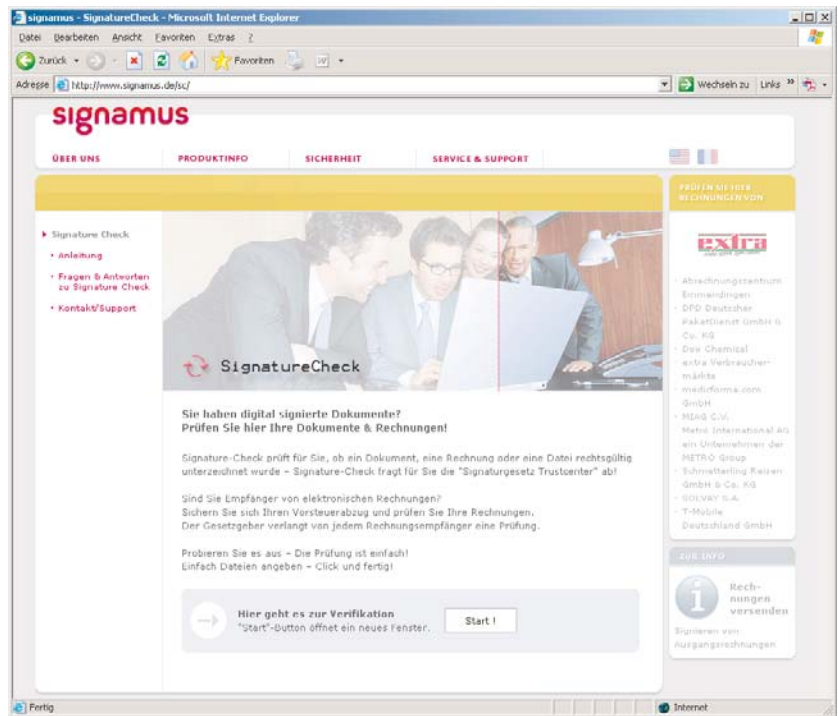 signamus - SignatureCheck - Microsoft Internet Explorer
Datei Bearbeiten Ansicht Favoriten Extras ?
Zurück Favoriten
Adresse http://www.signamus.de/sc/ Wechseln zu Links »
signamus
ÜBER UNS PRODUKTINFO SICHERHEIT SERVICE & SUPPORT
Signature Check
• Anleitung
• Fragen & Antworten
zu Signature Check
• Kontakt/Support
SignatureCheck
Sie haben digital signierte Dokumente?
Prüfen Sie hier Ihre Dokumente & Rechnungen!
Signature-Check prüft für Sie, ob ein Dokument, eine Rechnung oder eine Datei rechtsgültig
unterzeichnet wurde – Signature-Check fragt für Sie die "Signaturgesetz Trustcenter" ab!
Sind Sie Empfänger von elektronischen Rechnungen?
Sichern Sie sich Ihren Vorsteuerabzug und prüfen Sie Ihre Rechnungen.
Der Gesetzgeber verlangt von jedem Rechnungsempfänger eine Prüfung.
Probieren Sie es aus – Die Prüfung ist einfach!
Einfach Dateien angeben – Click und fertig!
Hier geht es zur Verifikation
"Start"-Button öffnet ein neues Fenster.
Start !
PRÜFEN SIE HIER
RECHNUNGEN VON
extra
• Abrechnungszentrum
Emmendingen
• DPD Deutscher
PaketDienst GmbH &
Co. KG
• Dow Chemical
• extra Verbraucher-
märkte
• medicforma.com
GmbH
• MIAG C.V.
Metro International AG
ein Unternehmen der
METRO Group
• Schmetterling Reisen
GmbH & Co. KG
• SOLVAY S.A.
• T-Mobile
Deutschland GmbH
ZUR INFO
i
Rech-
nungen
versenden
Signieren von
Ausgangsrechnungen
Fertig Internet